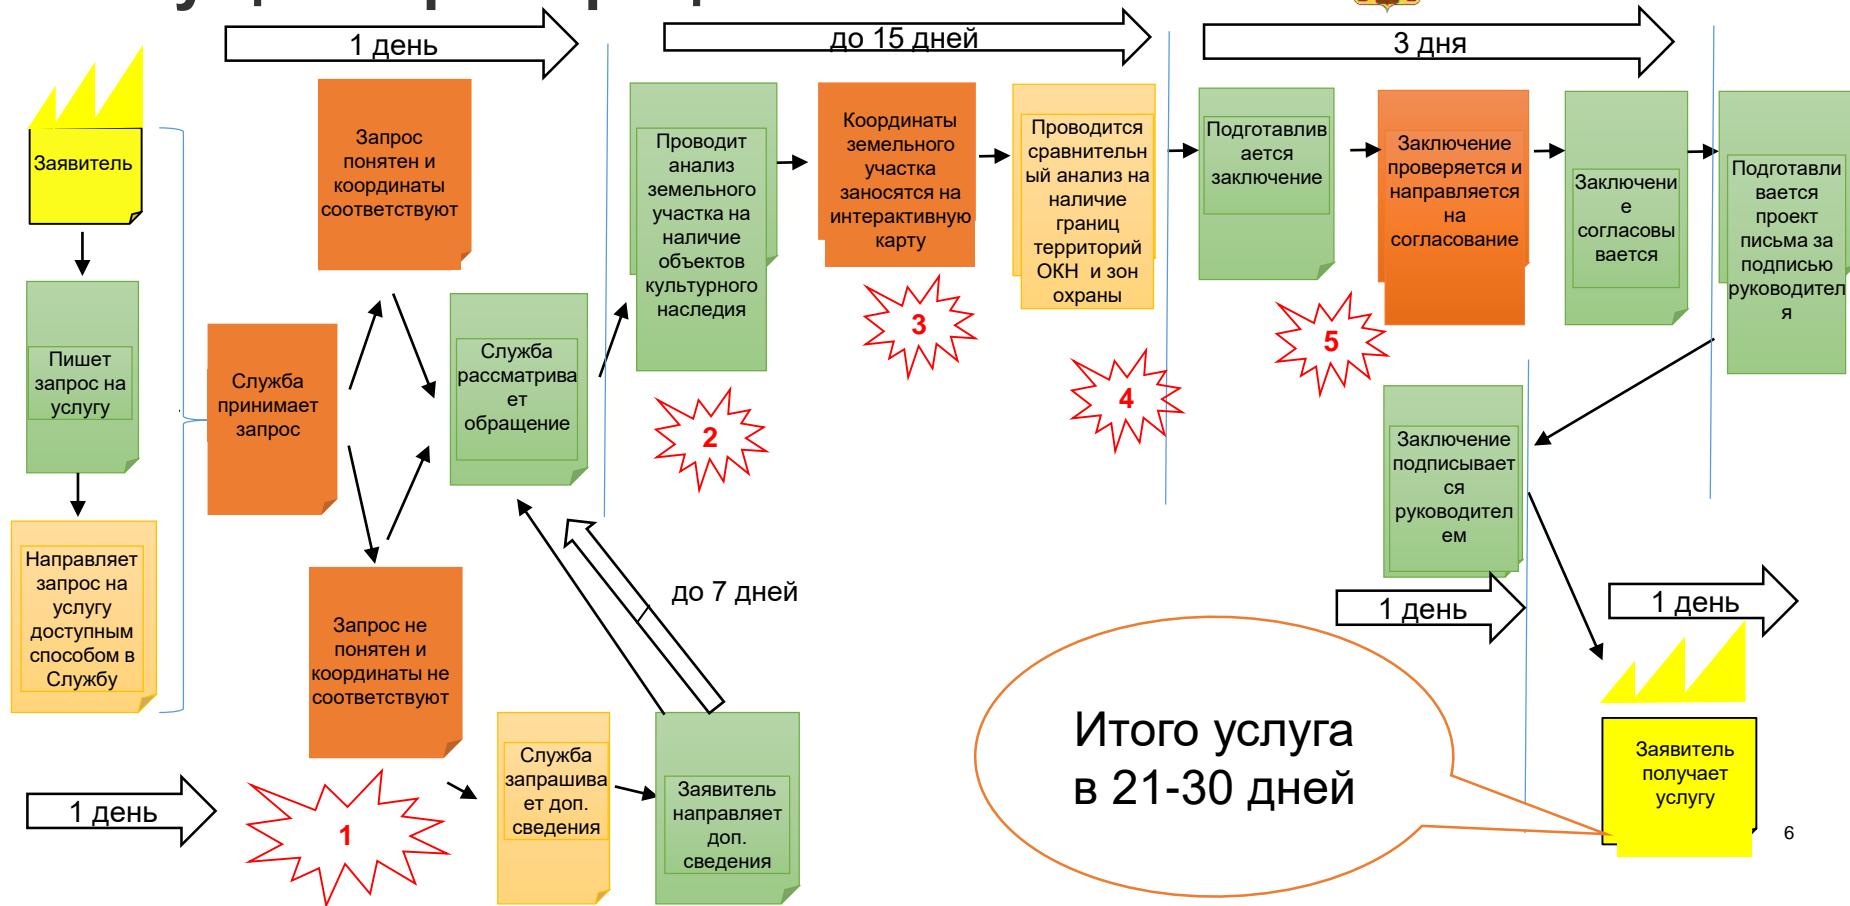 1 день
до 15 дней
3 дня
Заявитель
Пишет
запрос на
услугу
Направляет
запрос на
услугу
доступным
способом в
Службу
1 день
Служба
принимает
запрос
Запрос
понятен и
координаты
соответствуют
Запрос не
понятен и
координаты не
соответствуют
1
Служба
запрашива
ет доп.
сведения
Заявитель
направляет
доп.
сведения
до 7 дней
Служба
рассматрива
ет
обращение
Проводит
анализ
земельного
участка на
наличие
объектов
культурного
наследия
2
Координаты
земельного
участка
заносятся на
интерактивную
карту
3
Проводится
сравнительн
ый анализ на
наличие
границ
территорий
ОКН и зон
охраны
4
Подготавлив
ается
заключение
5
Заключение
проверяется и
направляется
на
согласование
Заключени
е
согласовы
вается
Подготавли
вается
проект
письма за
подписью
руководител
я
Заключение
подписывает
ся
руководител
ем
1 день
1 день
Итого услуга
в 21-30 дней
Заявитель
получает
услугу
6